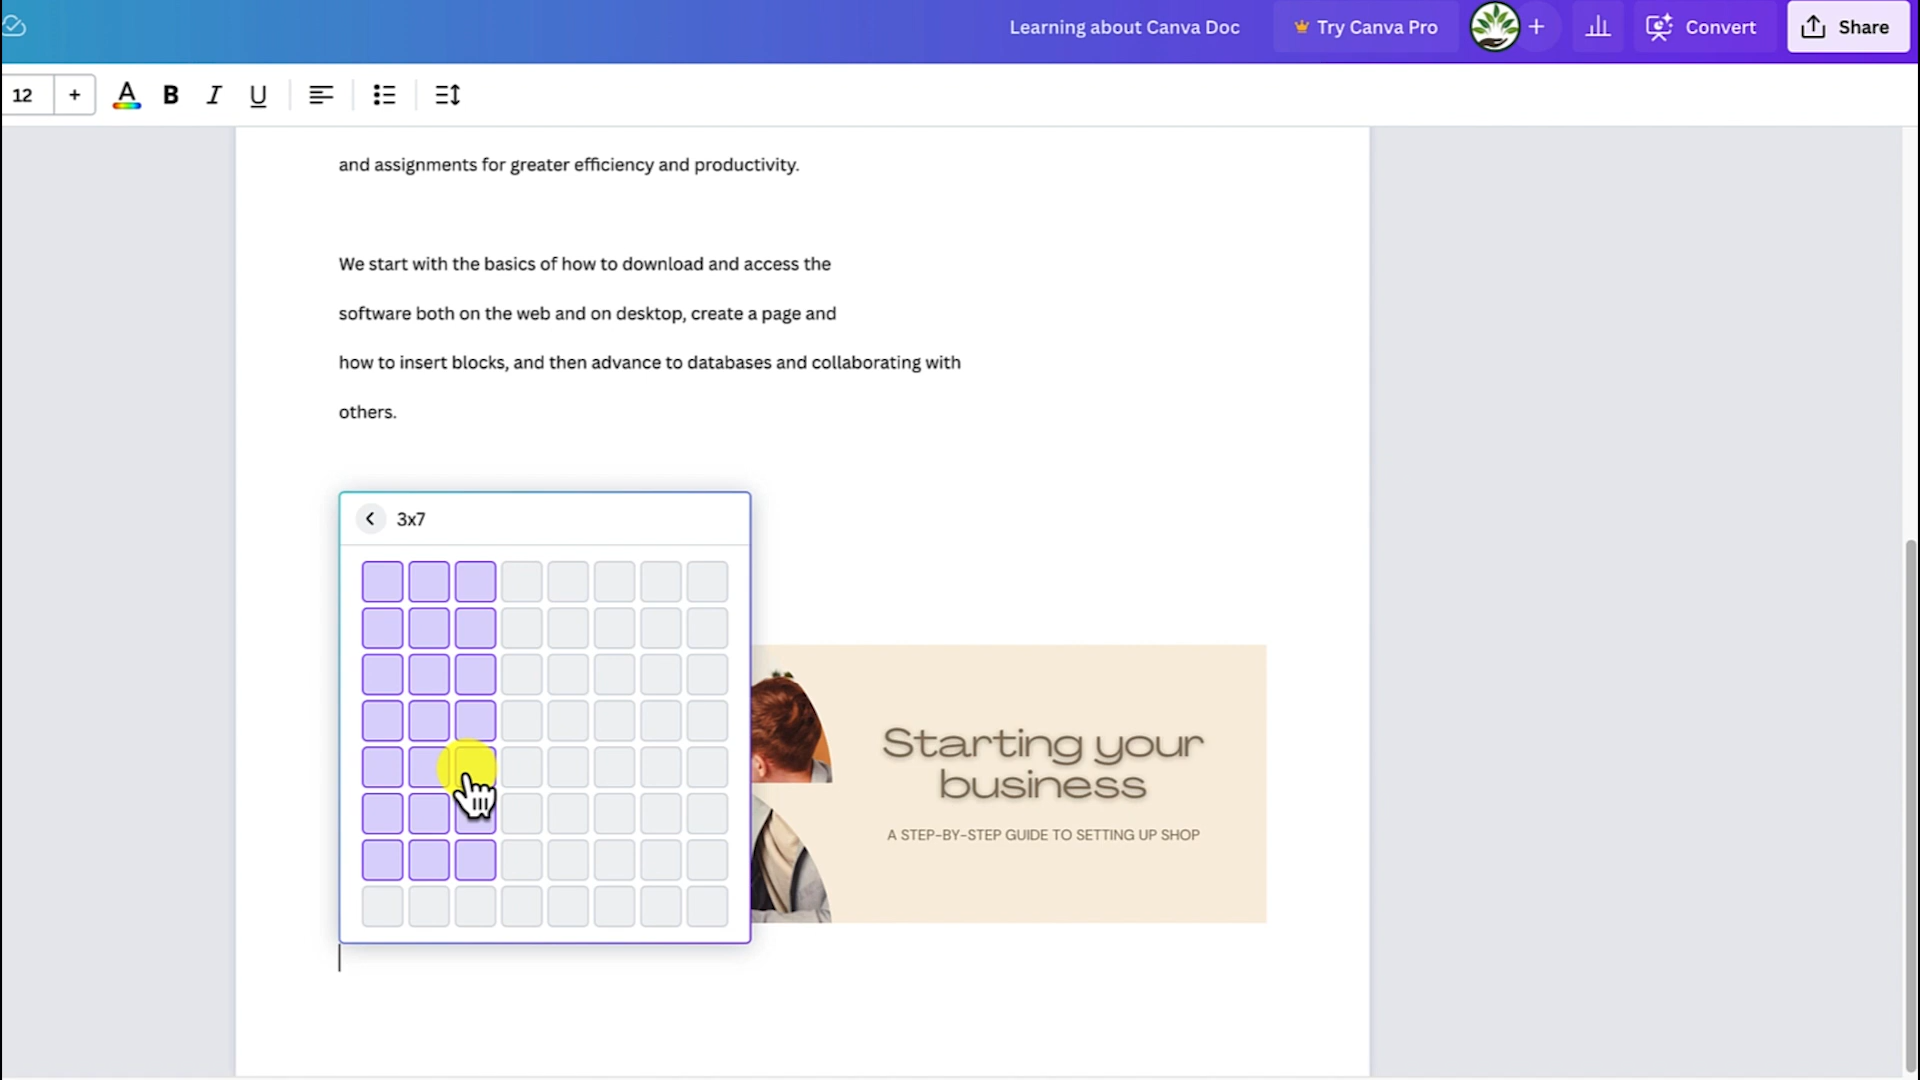 Learning about Canva Doc
Try Canva Pro
Convert
Share
12
+
A
B
I
U
and assignments for greater efficiency and productivity.
We start with the basics of how to download and access the
software both on the web and on desktop, create a page and
how to insert blocks, and then advance to databases and collaborating with
others.
3x7
Starting your
business
A STEP-BY-STEP GUIDE TO SETTING UP SHOP